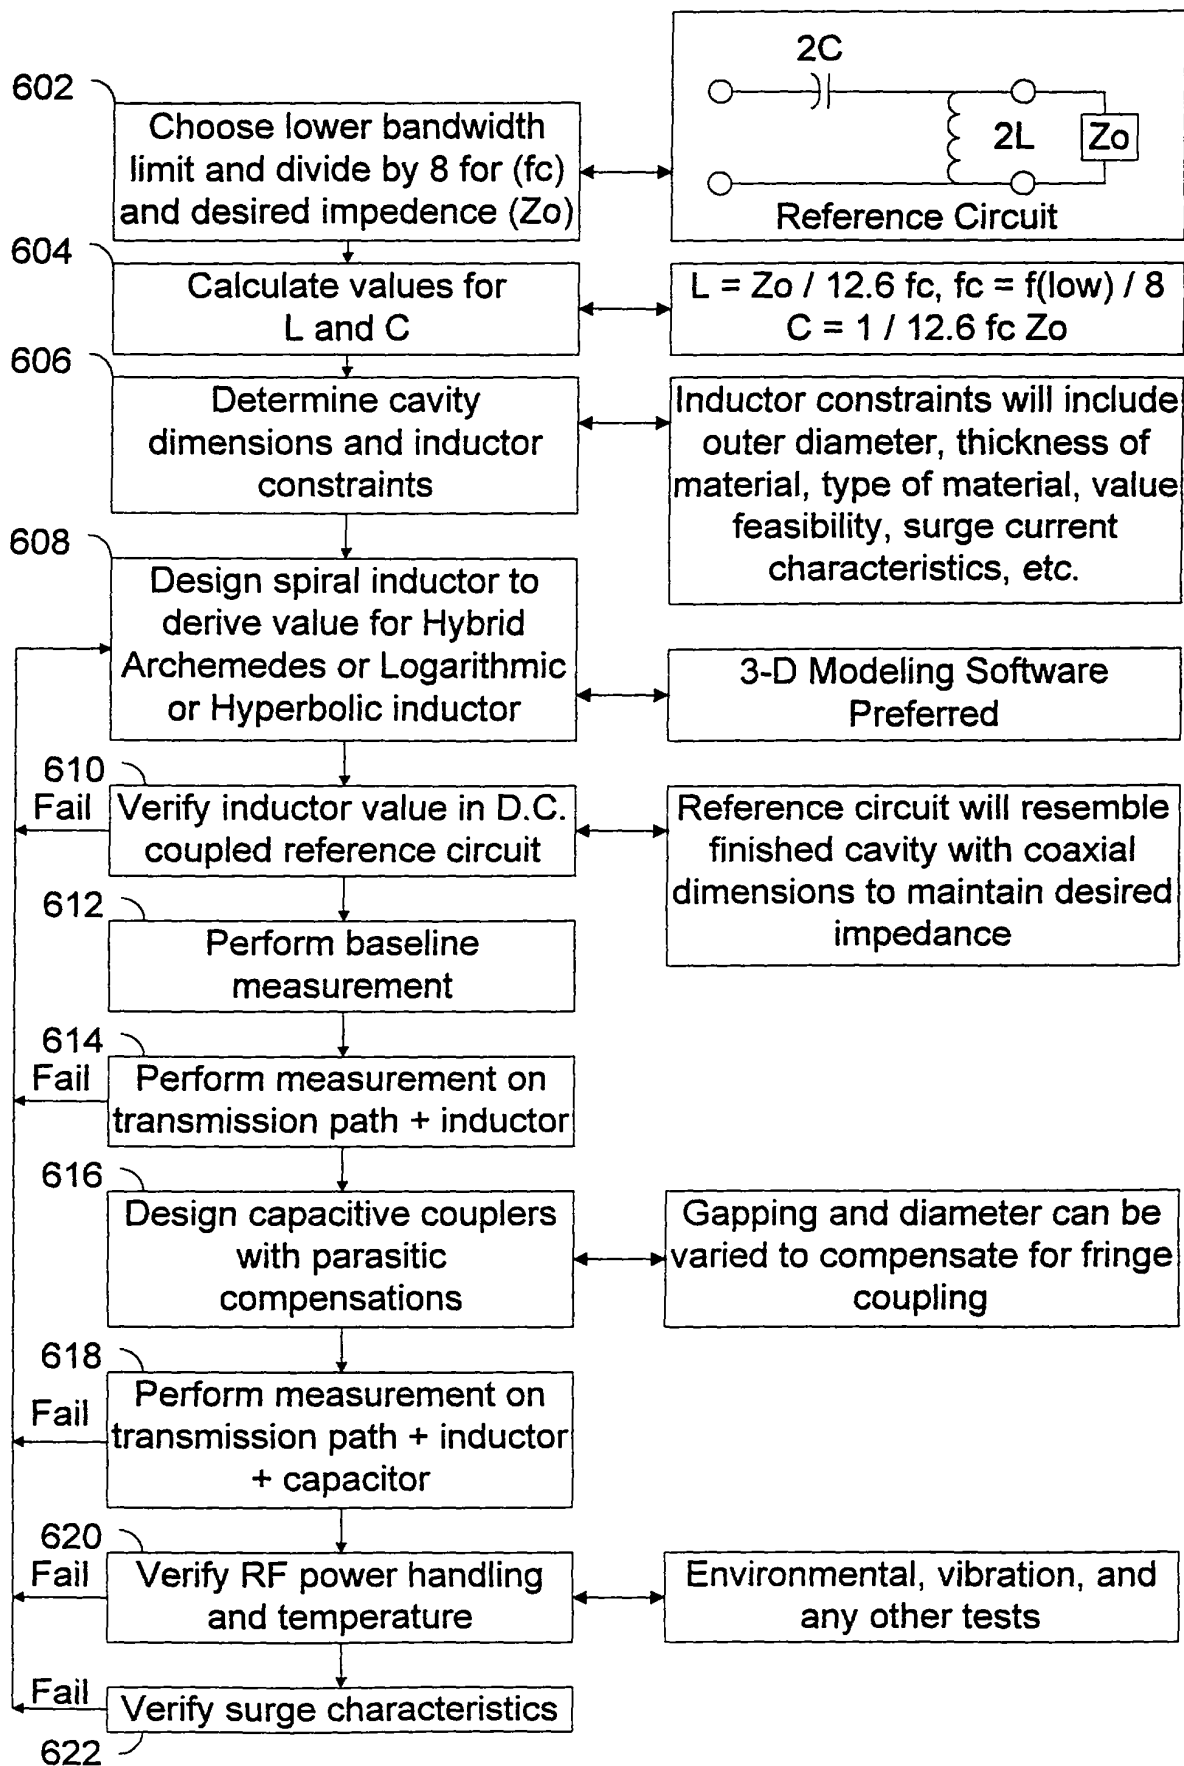 2C
2L
Zo
Reference Circuit
602
Choose lower bandwidth
limit and divide by 8 for (fc)
and desired impedence (Zo)
604
Calculate values for
L and C
L = Zo / 12.6 fc, fc = f(low) / 8
C = 1 / 12.6 fc Zo
606
Determine cavity
dimensions and inductor
constraints
Inductor constraints will include
outer diameter, thickness of
material, type of material, value
feasibility, surge current
characteristics, etc.
608
Design spiral inductor to
derive value for Hybrid
Archemedes or Logarithmic
or Hyperbolic inductor
3-D Modeling Software
Preferred
610
Fail
Verify inductor value in D.C.
coupled reference circuit
Reference circuit will resemble
finished cavity with coaxial
dimensions to maintain desired
impedance
612
Perform baseline
measurement
614
Fail
Perform measurement on
transmission path + inductor
616
Design capacitive couplers
with parasitic
compensations
Gapping and diameter can be
varied to compensate for fringe
coupling
618
Fail
Perform measurement on
transmission path + inductor
+ capacitor
620
Fail
Verify RF power handling
and temperature
Environmental, vibration, and
any other tests
Fail
Verify surge characteristics
622